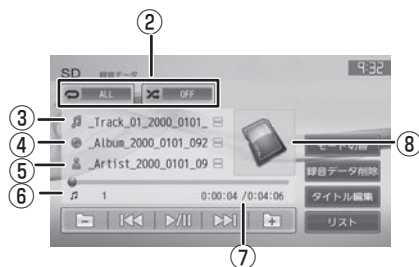 ②
SD 録音データ 9:32
ALL OFF
③ _Track_01_2000_0101_
④ _Album_2000_0101_092
⑤ _Artist_2000_0101_09
⑧
モード切替
録音データ削除
⑥ 1 0:00:04 /0:04:06
タイトル編集
リスト
⑦